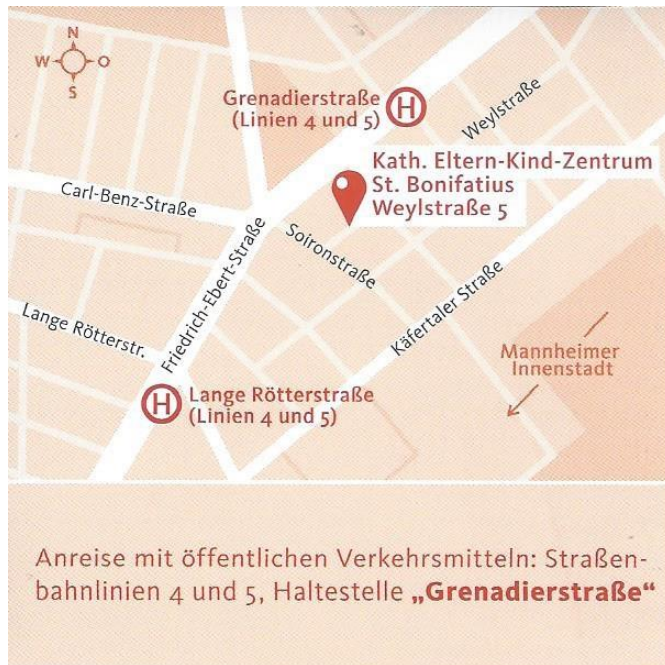 N
W
O
S
Grenadierstraße
(Linien 4 und 5)
H
Weylstraße
Kath. Eltern-Kind-Zentrum
St. Bonifatius
Weylstraße 5
Carl-Benz-Straße
Soironstraße
Friedrich-Ebert-Straße
Käfertaler Straße
Lange Rötterstr.
Mannheimer
Innenstadt
H
Lange Rötterstraße
(Linien 4 und 5)
Anreise mit öffentlichen Verkehrsmitteln: Straßen-
bahnlinien 4 und 5, Haltestelle „Grenadierstraße“